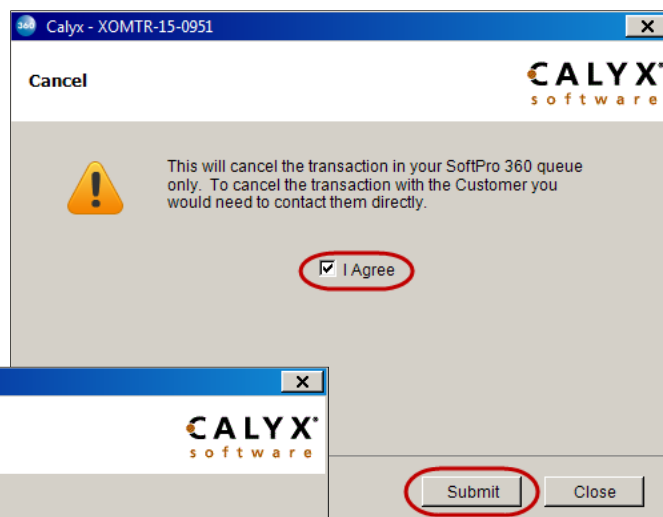 360 Calyx - XOMTR-15-0951
Cancel
CALYX
software
This will cancel the transaction in your SoftPro 360 queue
only. To cancel the transaction with the Customer you
would need to contact them directly.
I Agree
CALYX
software
Submit Close